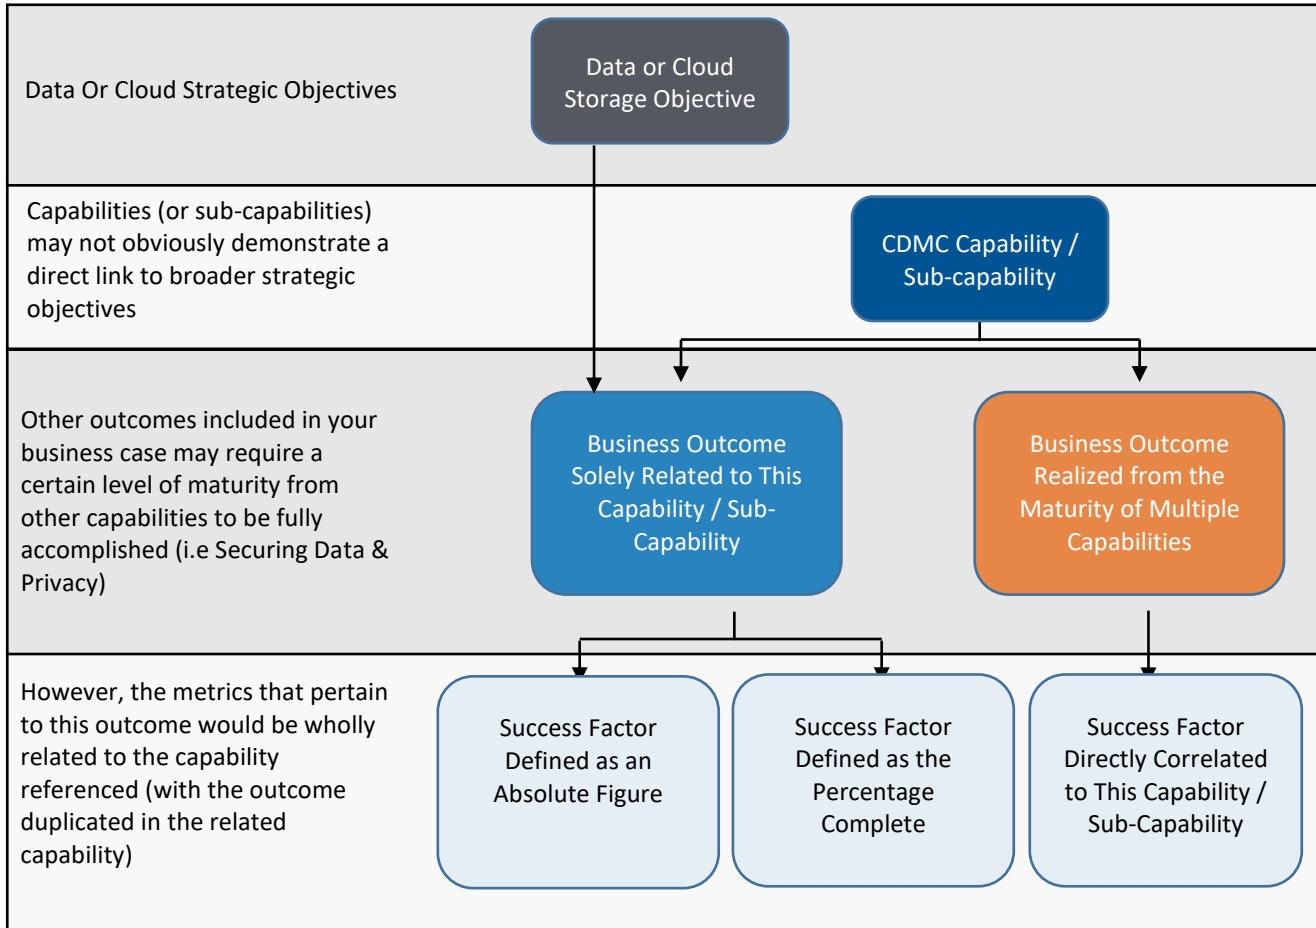 Data Or Cloud Strategic Objectives
Data or Cloud
Storage Objective
Capabilities (or sub-capabilities)
may not obviously demonstrate a
direct link to broader strategic
objectives
CDMC Capability /
Sub-capability
Other outcomes included in your
business case may require a
certain level of maturity from
other capabilities to be fully
accomplished (i.e Securing Data &
Privacy)
Business Outcome
Solely Related to This
Capability / Sub-
Capability
Business Outcome
Realized from the
Maturity of Multiple
Capabilities
However, the metrics that pertain
to this outcome would be wholly
related to the capability
referenced (with the outcome
duplicated in the related
capability)
Success Factor
Defined as an
Absolute Figure
Success Factor
Defined as the
Percentage
Complete
Success Factor
Directly Correlated
to This Capability /
Sub-Capability